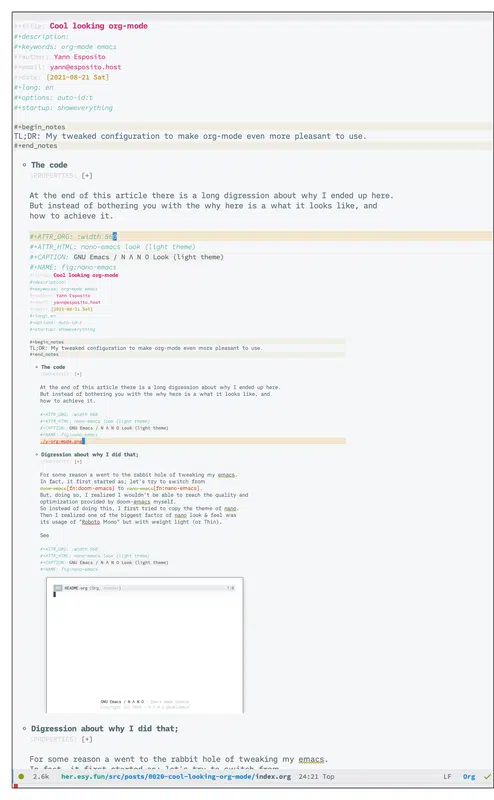 #+title: Cool looking org-mode
#+description:
#+keywords: org-mode emacs
#+author: Yann Esposito
#+email: yann@esposito.host
#+date: [2021-08-21 Sat]
#+lang: en
#+options: auto-id:t
#+startup: showeverything
#+begin_notes
TL;DR: My tweaked configuration to make org-mode even more pleasant to use.
#+end_notes
The code
:PROPERTIES: [+]
At the end of this article there is a long digression about why I ended up here.
But instead of bothering you with the why here is a what it looks like, and
how to achieve it.
#+ATTR_ORG: :width 560
#+ATTR_HTML: nano-emacs look (light theme)
#+CAPTION: GNU Emacs / N Λ N O Look (light theme)
#+NAME: fig:nano-emacs
#+title: Cool looking org-mode
#+description:
#+keywords: org-mode emacs
#+author: Yann Esposito
#+email: yann@esposito.host
#+date: [2021-08-21 Sat]
#+lang: en
#+options: auto-id:t
#+startup: showeverything
#+begin_notes
TL;DR: My tweaked configuration to make org-mode even more pleasant to use.
#+end_notes
The code
:PROPERTIES: [+]
At the end of this article there is a long digression about why I ended up here.
But instead of bothering you with the why here is a what it looks like, and
how to achieve it.
#+ATTR_ORG: :width 560
#+ATTR_HTML: nano-emacs look (light theme)
#+CAPTION: GNU Emacs / N Λ N O Look (light theme)
#+NAME: fig:nano-emacs
Digression about why I did that;
:PROPERTIES: [+]
For some reason a went to the rabbit hole of tweaking my emacs.
In fact, it first started as; let's try to switch from
doom-emacs[fn:doom-emacs] to nano-emacs[fn:nano-emacs].
But, doing so, I realized I wouldn't be able to reach the quality and
optimization provided by doom-emacs myself.
So instead of doing this, I first tried to copy the theme of nano.
Then I realized one of the biggest factor of nano look & feel was
its usage of "Roboto Mono" but with weight light (or Thin).
See
#+ATTR_ORG: :width 560
#+ATTR_HTML: nano-emacs look (light theme)
#+CAPTION: GNU Emacs / N Λ N O Look (light theme)
#+NAME: fig:nano-emacs
README.org (Org,
GNU Emacs / N Λ N O
Digression about why I did that;
:PROPERTIES: [+]
For some reason a went to the rabbit hole of tweaking my emacs.
In fact, it first started as; let's try to switch from
2.6k her.esy.fun/src/posts/0020-cool-looking-org-mode/index.org 24:21 Top LF Org